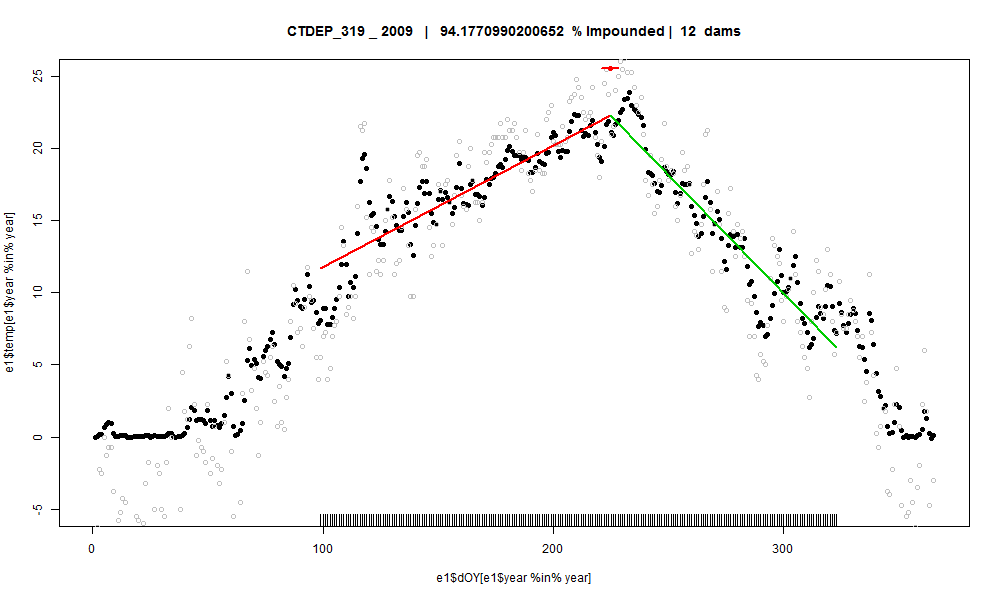 CTDEP_319 _ 2009 | 94.1770990200652 % Impounded | 12 dams
e1$temp[e1$year %in% year]
25
20
15
10
5
0
-5
0 100 200 300
e1$dOY[e1$year %in% year]